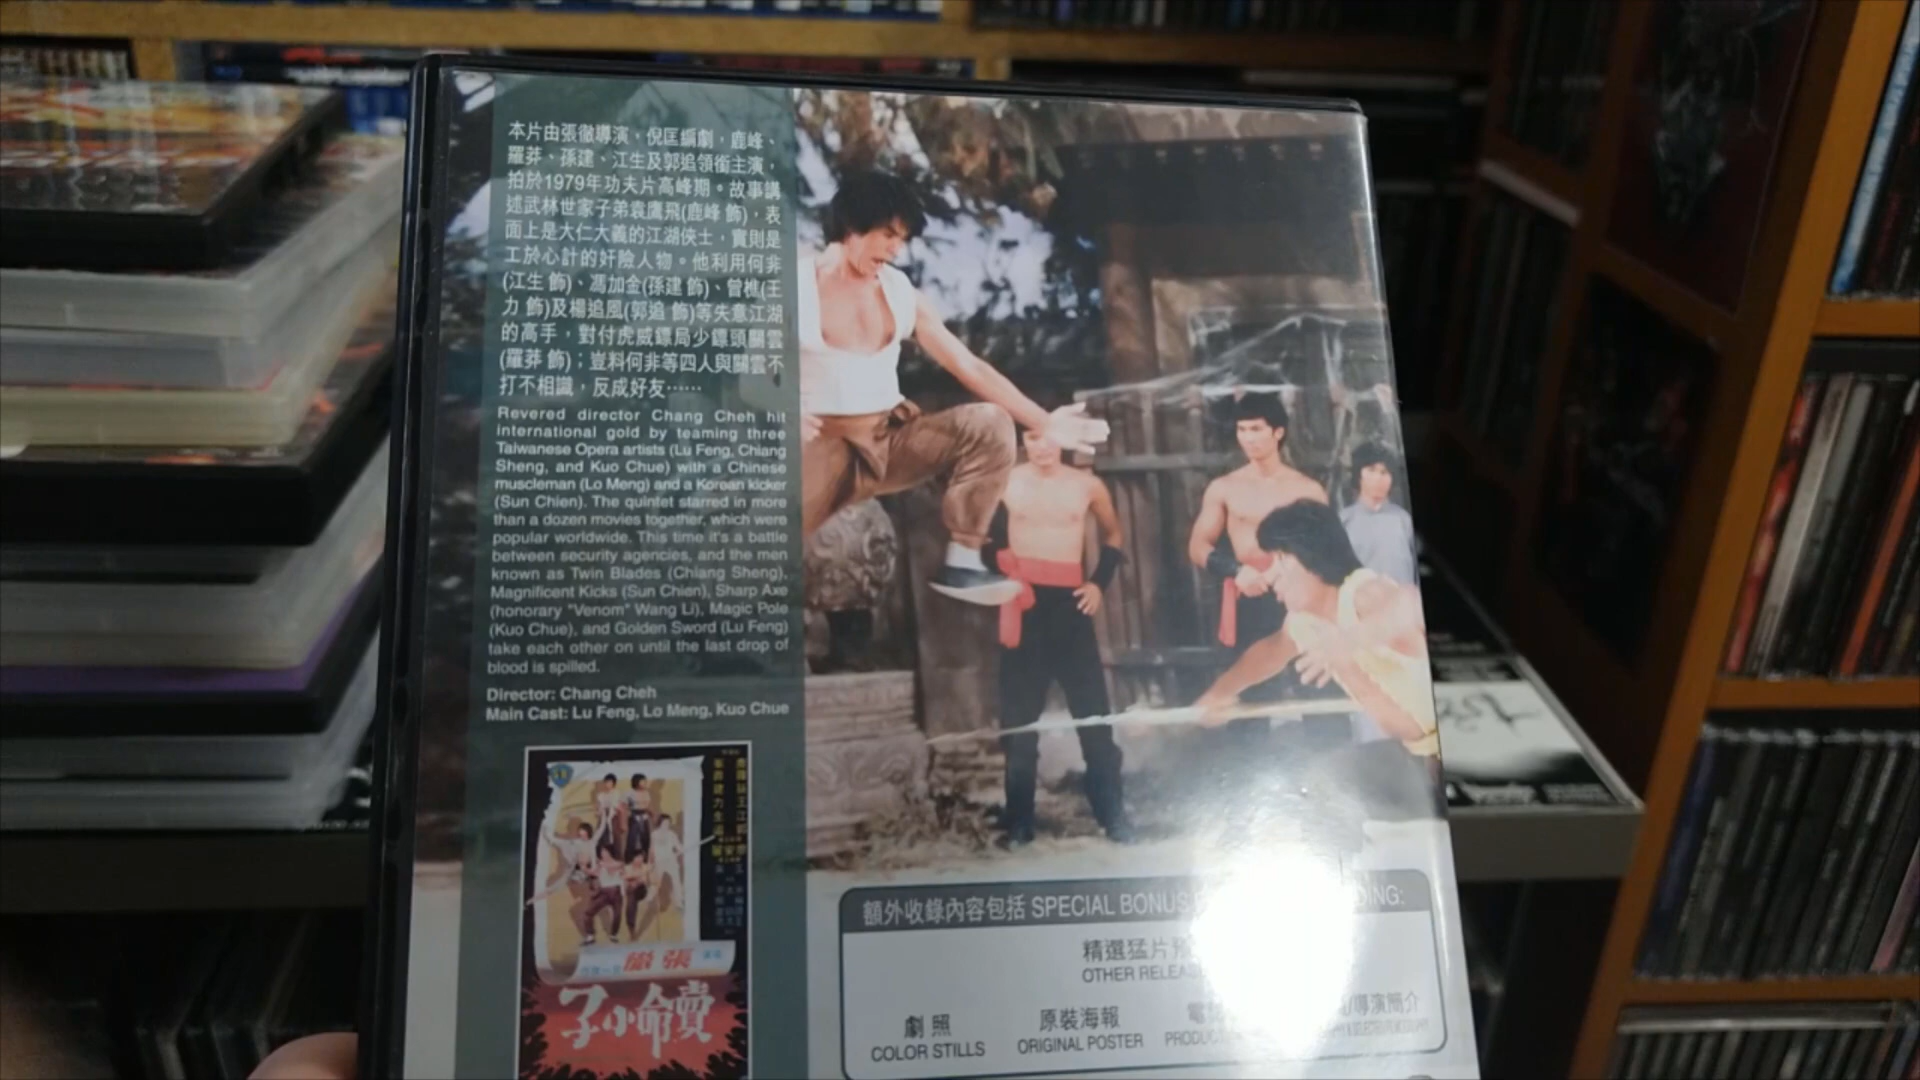 本片由張徹導演，倪匡編劇，鹿峰、
羅莽、孫建、江生及郭追領銜主演，
拍於1979年功夫片高峰期。故事講
述武林世家子弟袁鷹飛(鹿峰 飾)，表
面上是大仁大義的江湖俠士，實則是
工於心計的奸險人物。他利用何非
(江生 飾)、馮加金(孫建 飾)、曾樵(王
力 飾)及楊追風(郭追 飾)等失意江湖
的高手，對付虎威鏢局少鏢頭關雲
(羅莽 飾)；豈料何非等四人與關雲不
打不相識，反成好友……
Revered director Chang Cheh hit
international gold by teaming three
Taiwanese Opera artists (Lu Feng, Chiang
Sheng, and Kuo Chue) with a Chinese
muscleman (Lo Meng) and a Korean kicker
(Sun Chien). The quintet starred in more
than a dozen movies together, which were
popular worldwide. This time it's a battle
between security agencies, and the men
known as Twin Blades (Chiang Sheng),
Magnificent Kicks (Sun Chien), Sharp Axe
(honorary "Venom" Wang Li), Magic Pole
(Kuo Chue), and Golden Sword (Lu Feng)
take each other on until the last drop of
blood is spilled.
Director: Chang Cheh
Main Cast: Lu Feng, Lo Meng, Kuo Chue
徹張
子小命賣
額外收錄內容包括 SPECIAL BONUS
精選猛片
OTHER
劇照
COLOR STILLS
原裝海報
ORIGINAL POSTER
導演簡介